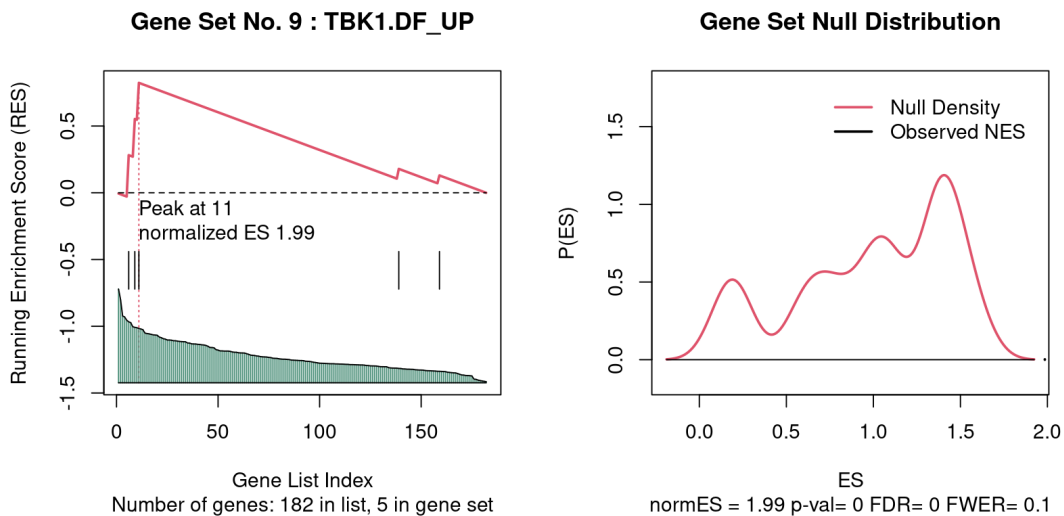 Gene Set No. 9 : TBK1.DF_UP
Running Enrichment Score (RES)
0.5
0.0
-0.5
-1.0
-1.5
Peak at 11
normalized ES 1.99
0 50 100 150
Gene List Index
Number of genes: 182 in list, 5 in gene set
Gene Set Null Distribution
P(ES)
1.5
1.0
0.5
0.0
Null Density
Observed NES
0.0 0.5 1.0 1.5 2.0
ES
normES = 1.99 p-val= 0 FDR= 0 FWER= 0.1